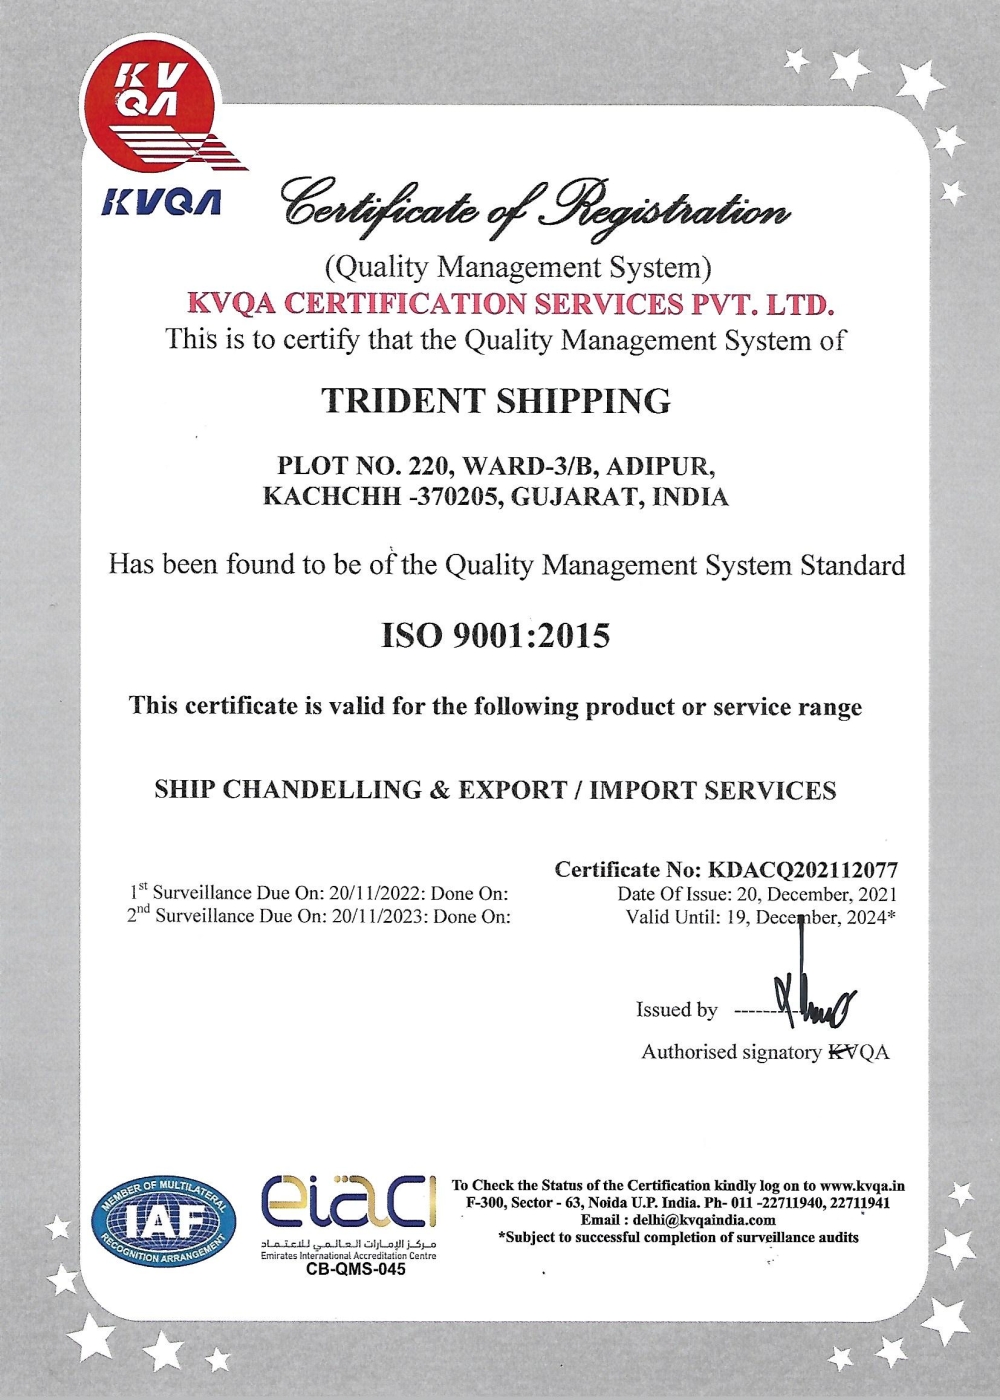 KV
QA
KVQA
Certificate of Registration
(Quality Management System)
KVQA CERTIFICATION SERVICES PVT. LTD.
This is to certify that the Quality Management System of
TRIDENT SHIPPING
PLOT NO. 220, WARD-3/B, ADIPUR,
KACHCHH -370205, GUJARAT, INDIA
Has been found to be of the Quality Management System Standard
ISO 9001:2015
This certificate is valid for the following product or service range
SHIP CHANDELLING & EXPORT / IMPORT SERVICES
Certificate No: KDACQ202112077
1st Surveillance Due On: 20/11/2022: Done On:
Date Of Issue: 20, December, 2021
2nd Surveillance Due On: 20/11/2023: Done On:
Valid Until: 19, December, 2024*
Issued by --------
Authorised signatory KVQA
MEMBER OF MULTILATERAL
IAF
RECOGNITION ARRANGEMENT
eiac
مركز الإمارات العالمي للاعتماد
Emirates International Accreditation Centre
CB-QMS-045
To Check the Status of the Certification kindly log on to www.kvqa.in
F-300, Sector - 63, Noida U.P. India. Ph- 011 -22711940, 22711941
Email : delhi@kvqaindia.com
*Subject to successful completion of surveillance audits